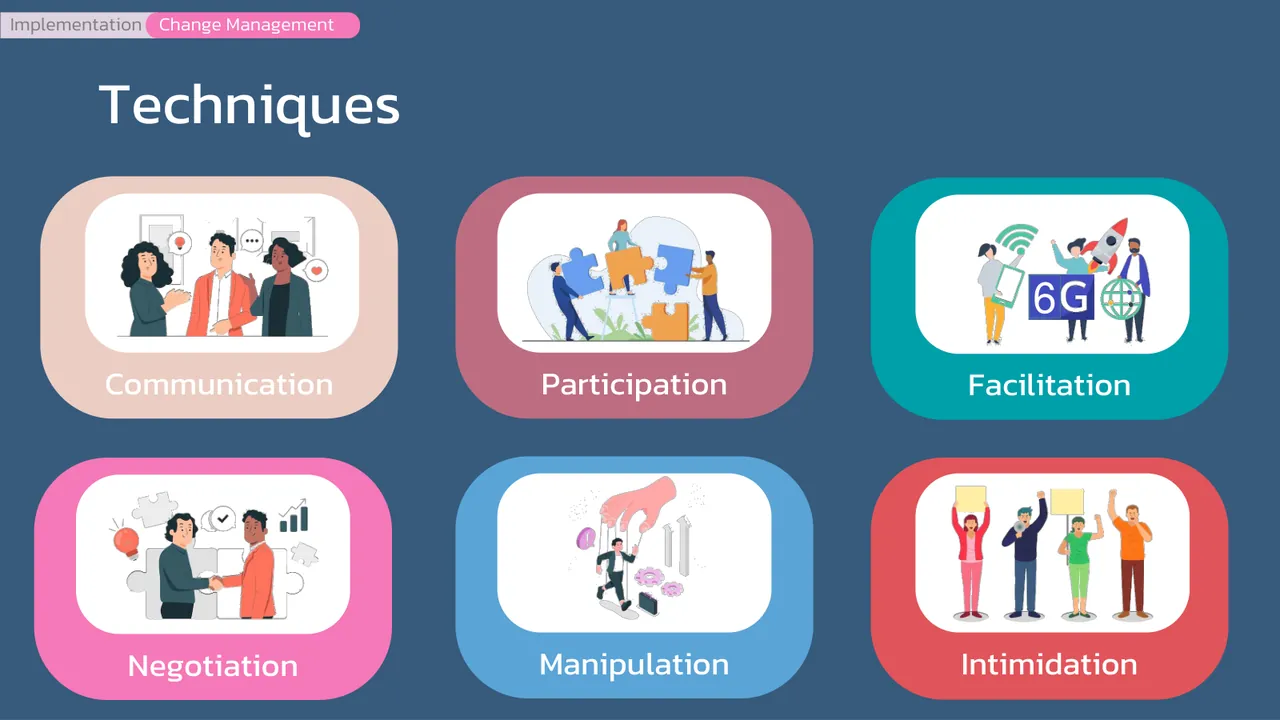 Implementation
Change Management
Techniques
Communication
Participation
Facilitation
6G
Negotiation
Manipulation
Intimidation